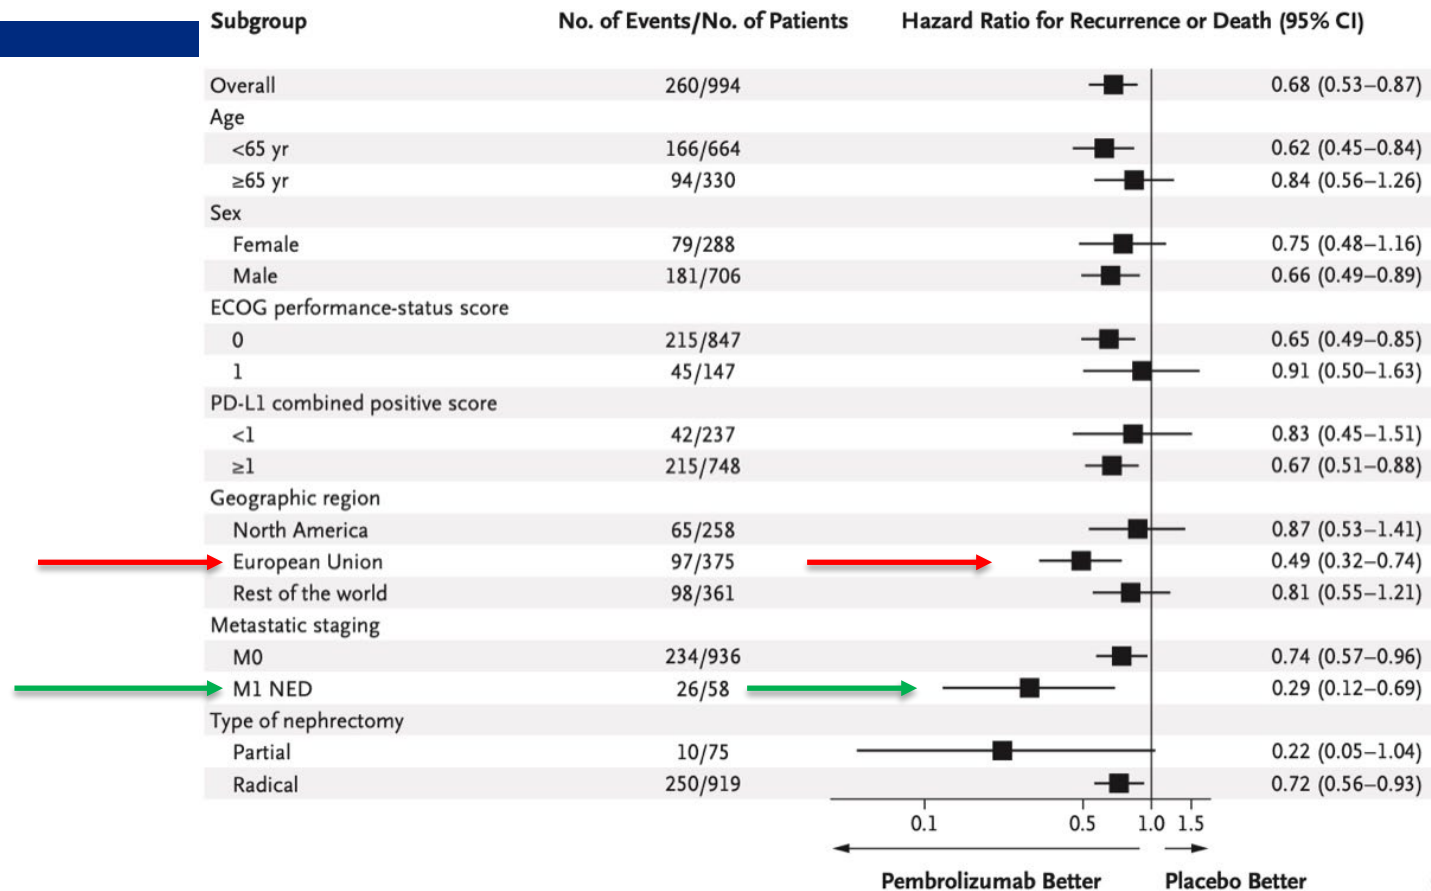 Subgroup No. of Events/No. of Patients Hazard Ratio for Recurrence or Death (95% CI)
Overall 260/994 0.68 (0.53–0.87)
Age
<65 yr 166/664 0.62 (0.45–0.84)
≥65 yr 94/330 0.84 (0.56–1.26)
Sex
Female 79/288 0.75 (0.48–1.16)
Male 181/706 0.66 (0.49–0.89)
ECOG performance-status score
0 215/847 0.65 (0.49–0.85)
1 45/147 0.91 (0.50–1.63)
PD-L1 combined positive score
<1 42/237 0.83 (0.45–1.51)
≥1 215/748 0.67 (0.51–0.88)
Geographic region
North America 65/258 0.87 (0.53–1.41)
European Union 97/375 0.49 (0.32–0.74)
Rest of the world 98/361 0.81 (0.55–1.21)
Metastatic staging
M0 234/936 0.74 (0.57–0.96)
M1 NED 26/58 0.29 (0.12–0.69)
Type of nephrectomy
Partial 10/75 0.22 (0.05–1.04)
Radical 250/919 0.72 (0.56–0.93)
0.1 0.5 1.0 1.5
Pembrolizumab Better Placebo Better